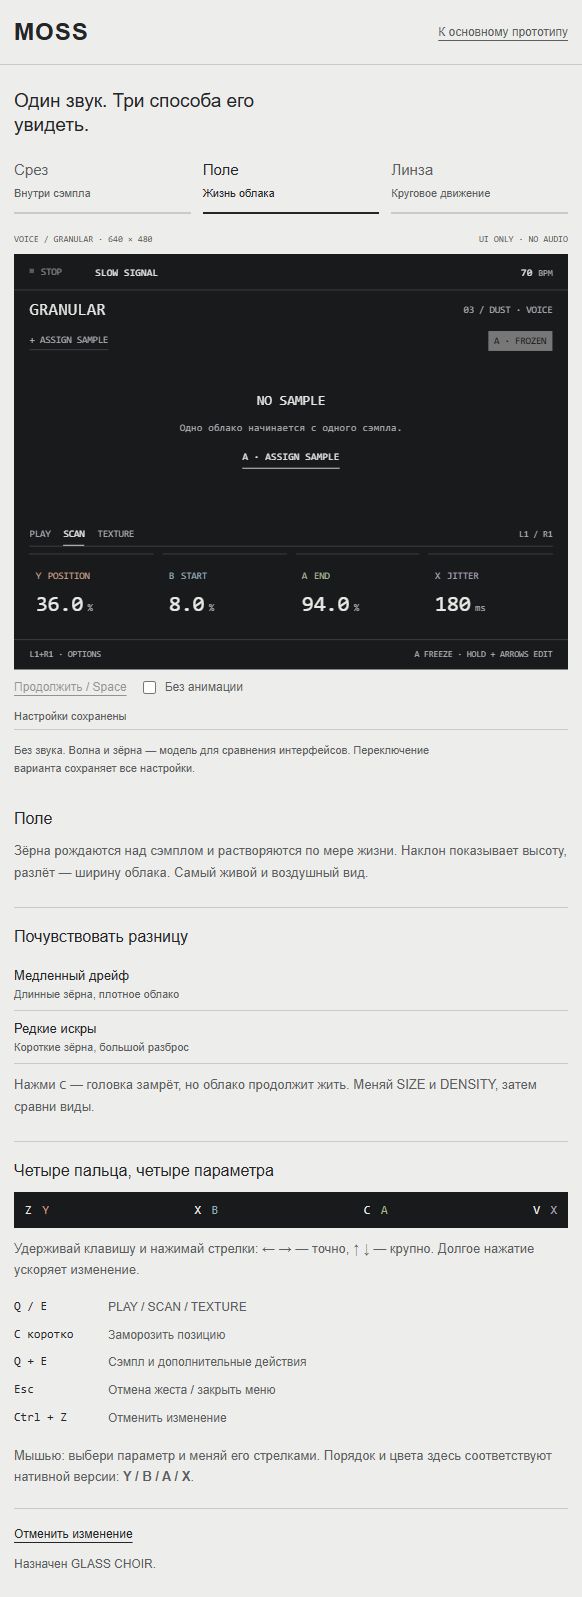 MOSS
К основному прототипу
Один звук. Три способа его
увидеть.
Срез
Внутри сэмпла
Поле
Жизнь облака
Линза
Круговое движение
VOICE / GRANULAR · 640 × 480
UI ONLY · NO AUDIO
STOP
SLOW SIGNAL
70 BPM
GRANULAR
03 / DUST · VOICE
+ ASSIGN SAMPLE
A · FROZEN
NO SAMPLE
Одно облако начинается с одного сэмпла.
A · ASSIGN SAMPLE
PLAY SCAN TEXTURE
L1 / R1
Y POSITION
36.0 %
B START
8.0 %
A END
94.0 %
X JITTER
180 ms
L1+R1 · OPTIONS
A FREEZE · HOLD + ARROWS EDIT
Продолжить / Space
Без анимации
Настройки сохранены
Без звука. Волна и зёрна — модель для сравнения интерфейсов. Переключение
варианта сохраняет все настройки.
Поле
Зёрна рождаются над сэмплом и растворяются по мере жизни. Наклон показывает высоту,
разлёт — ширину облака. Самый живой и воздушный вид.
Почувствовать разницу
Медленный дрейф
Длинные зёрна, плотное облако
Редкие искры
Короткие зёрна, большой разброс
Нажми C — головка замрёт, но облако продолжит жить. Меняй SIZE и DENSITY, затем
сравни виды.
Четыре пальца, четыре параметра
Z Y X B C A V X
Удерживай клавишу и нажимай стрелки: ← → — точно, ↑ ↓ — крупно. Долгое нажатие
ускоряет изменение.
Q / E PLAY / SCAN / TEXTURE
C коротко Заморозить позицию
Q + E Сэмпл и дополнительные действия
Esc Отмена жеста / закрыть меню
Ctrl + Z Отменить изменение
Мышью: выбери параметр и меняй его стрелками. Порядок и цвета здесь соответствуют
нативной версии: Y / B / A / X.
Отменить изменение
Назначен GLASS CHOIR.